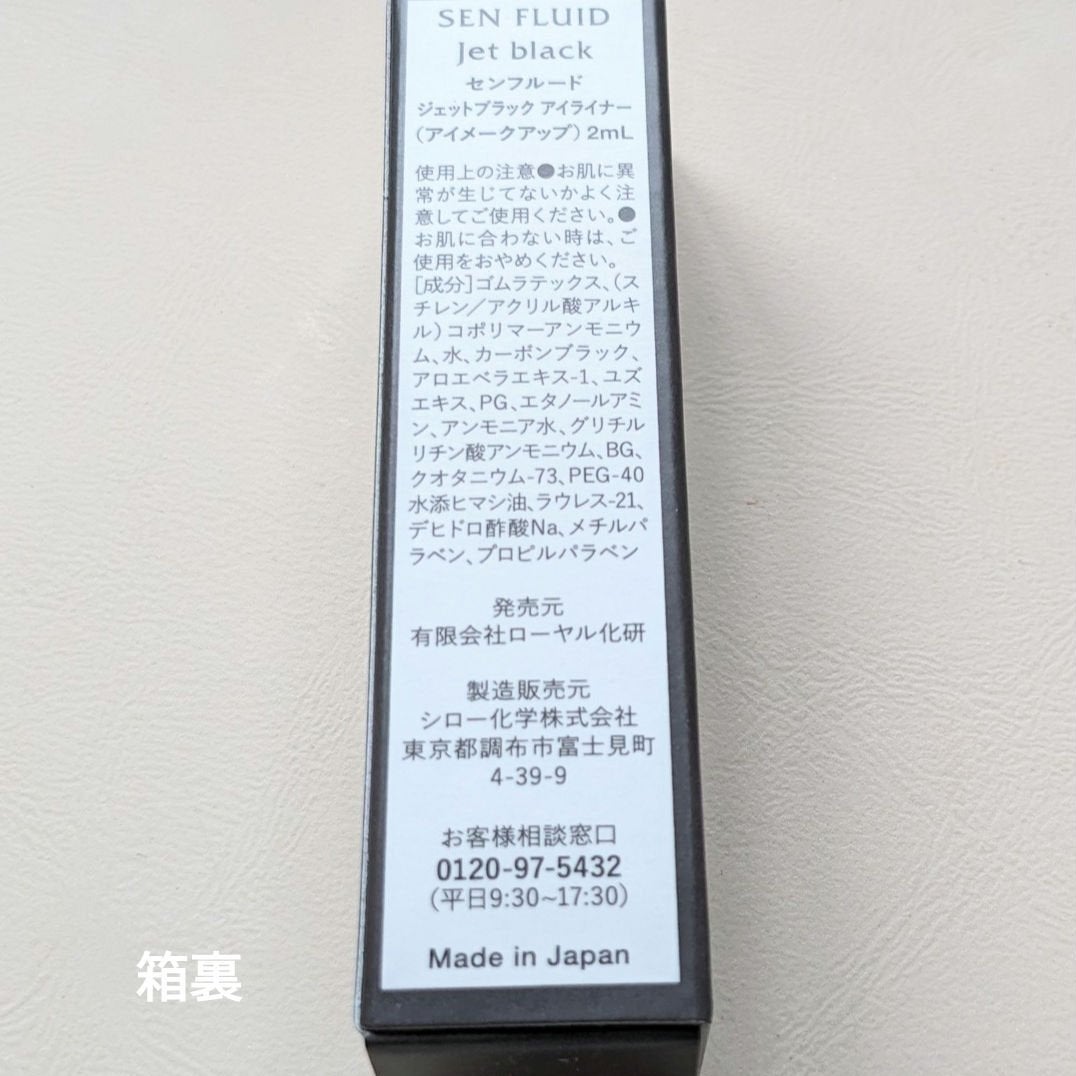 SEN FLUID
Jet black
センフルード
ジェットブラック アイライナー
(アイメークアップ) 2mL
使用上の注意●お肌に異
常が生じてないかよく注
意してご使用ください。●
お肌に合わない時は、ご
使用をおやめください。
[成分]ゴムラテックス、(ス
チレン/アクリル酸アルキ
ル)コポリマーアンモニウ
ム、水、カーボンブラック、
アロエベラエキス-1、ユズ
エキス、PG、エタノールアミ
ン、アンモニア水、グリチル
リチン酸アンモニウム、BG、
クオタニウム-73、PEG-40
水添ヒマシ油、ラウレス-21、
デヒドロ酢酸Na、メチルパ
ラベン、プロピルパラベン
発売元
有限会社ローヤル化研
製造販売元
シロー化学株式会社
東京都調布市富士見町
4-39-9
お客様相談窓口
0120-97-5432
(平日9:30~17:30)
Made in Japan
箱裏